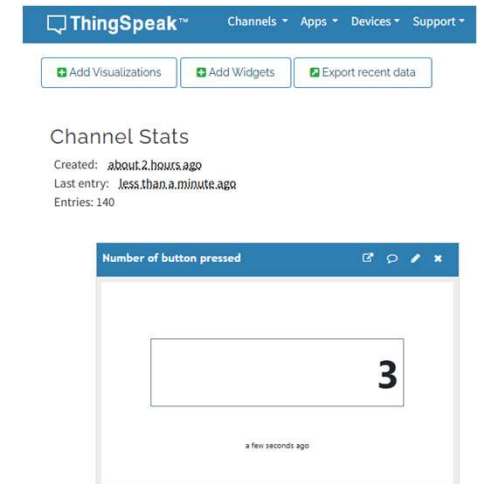 ThingSpeak™ Channels Apps Devices Support
Add Visualizations Add Widgets Export recent data
Channel Stats
Created: about 2 hours ago
Last entry: less than a minute ago
Entries: 140
Number of button pressed
3
a few seconds ago